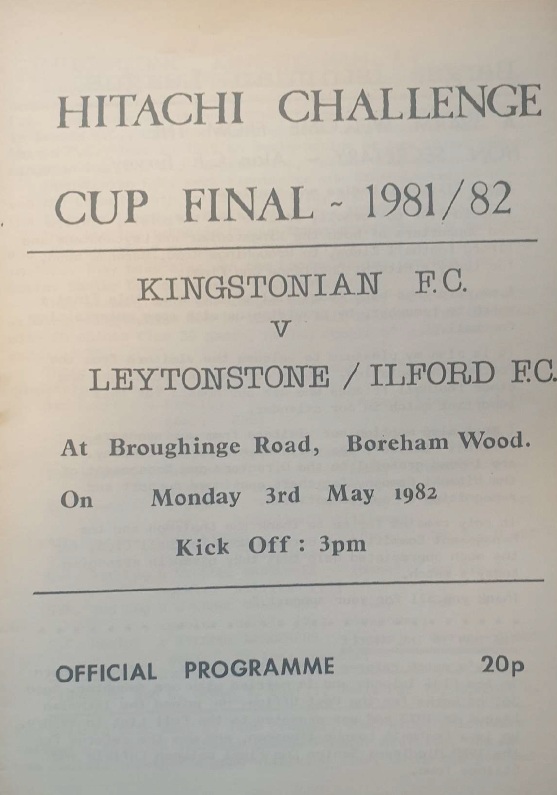 HITACHI CHALLENGE
CUP FINAL ~ 1981/82
KINGSTONIAN F.C.
V
LEYTONSTONE / ILFORD F.C.
At Broughinge Road, Boreham Wood.
On Monday 3rd May 1982
Kick Off : 3pm
OFFICIAL PROGRAMME 20p